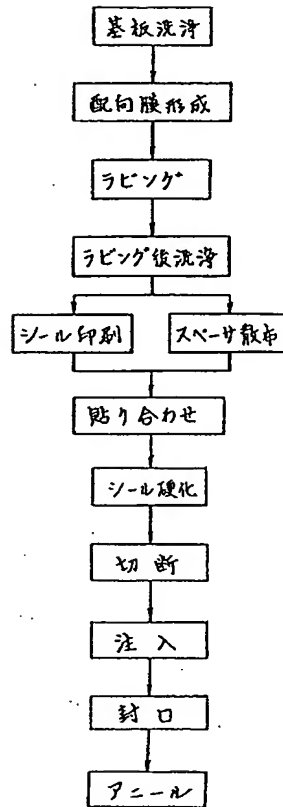 基板洗浄
配向膜形成
ラビング
ラビング後洗浄
シール印刷
スペーサ散布
貼り合わせ
シール硬化
切断
注入
封口
アニール